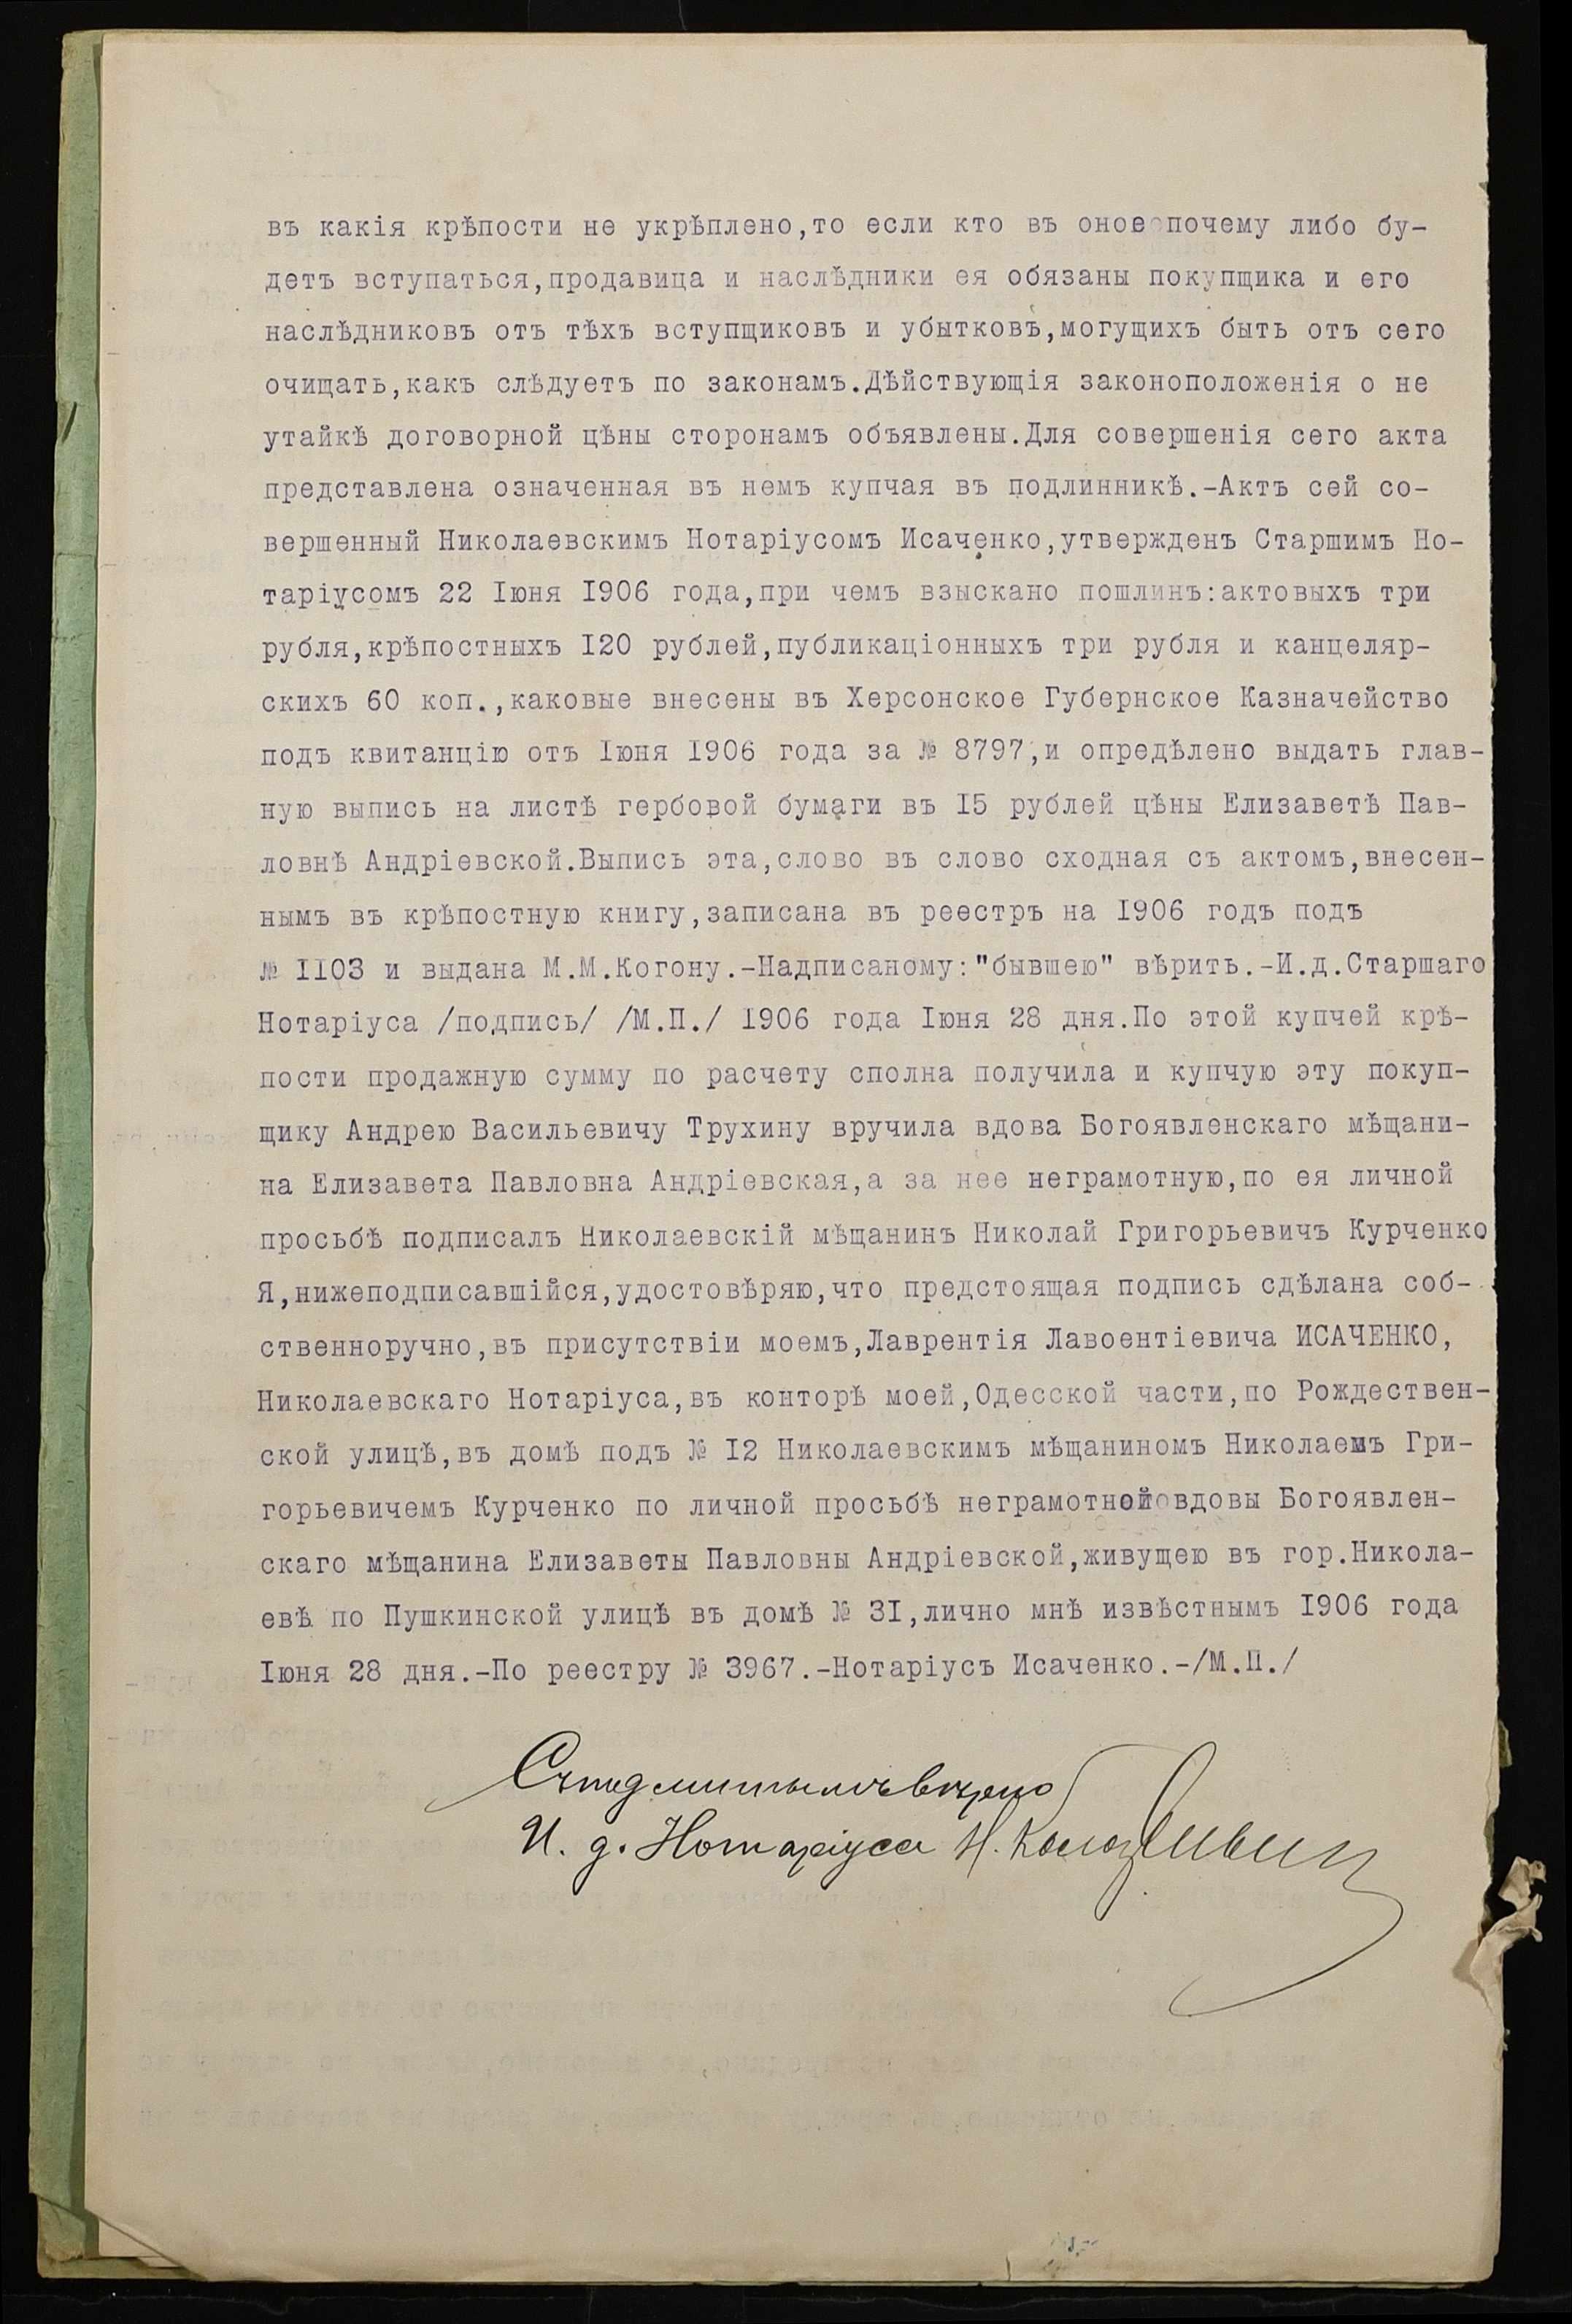 въ какія крѣпости не укрѣплено,то если кто въ оное почему либо бу-
детъ вступаться,продавица и наслѣдники ея обязаны покупщика и его
наслѣдниковъ отъ тѣхъ вступщиковъ и убытковъ,могущихъ быть отъ сего
очищать,какъ слѣдуетъ по законамъ.Дѣйствующія законоположенія о не
утайкѣ договорной цѣны сторонамъ объявлены.Для совершенія сего акта
представлена означенная въ немъ купчая въ подлинникѣ.-Актъ сей со-
вершенный Николаевскимъ Нотаріусомъ Исаченко,утвержденъ Старшимъ Но-
таріусомъ 22 Іюня 1906 года,при чемъ взыскано пошлинъ:актовыхъ три
рубля,крѣпостныхъ 120 рублей,публикаціонныхъ три рубля и канцеляр-
скихъ 60 коп.,каковые внесены въ Херсонское Губернское Казначейство
подъ квитанцію отъ Іюня 1906 года за № 8797,и опредѣлено выдать глав-
ную выпись на листѣ гербовой бумаги въ 15 рублей цѣны Елизаветѣ Пав-
ловнѣ Андріевской.Выпись эта,слово въ слово сходная съ актомъ,внесен-
нымъ въ крѣпостную книгу,записана въ реестръ на 1906 годъ подъ
№ 1103 и выдана М.М.Когону.-Надписаному:"бывшею" вѣрить.-И.д.Старшаго
Нотаріуса /подпись/ /М.П./ 1906 года Іюня 28 дня.По этой купчей крѣ-
пости продажную сумму по расчету сполна получила и купчую эту покуп-
щику Андрею Васильевичу Трухину вручила вдова Богоявленскаго мѣщани-
на Елизавета Павловна Андріевская,а за нее неграмотную,по ея личной
просьбѣ подписалъ Николаевскій мѣщанинъ Николай Григорьевичъ Курченко
Я,нижеподписавшійся,удостовѣряю,что предстоящая подпись сдѣлана соб-
ственноручно,въ присутствіи моемъ,Лаврентія Лавоентіевича ИСАЧЕНКО,
Николаевскаго Нотаріуса,въ конторѣ моей,Одесской части,по Рождествен-
ской улицѣ,въ домѣ подъ № 12 Николаевскимъ мѣщаниномъ Николаемъ Гри-
горьевичемъ Курченко по личной просьбѣ неграмотной вдовы Богоявлен-
скаго мѣщанина Елизаветы Павловны Андріевской,живущею въ гор.Никола-
евѣ по Пушкинской улицѣ въ домѣ № 31,лично мнѣ извѣстнымъ 1906 года
Іюня 28 дня.-По реестру № 3967.-Нотаріусъ Исаченко.-/М.П./
Съ подлиннымъ вѣрно
И. д. Нотаріуса Н.